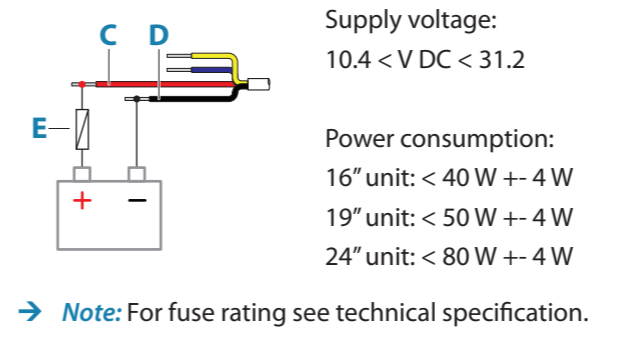 C D
E
+ −
Supply voltage:
10.4 < V DC < 31.2
Power consumption:
16” unit: < 40 W +- 4 W
19” unit: < 50 W +- 4 W
24” unit: < 80 W +- 4 W
→ Note: For fuse rating see technical specification.